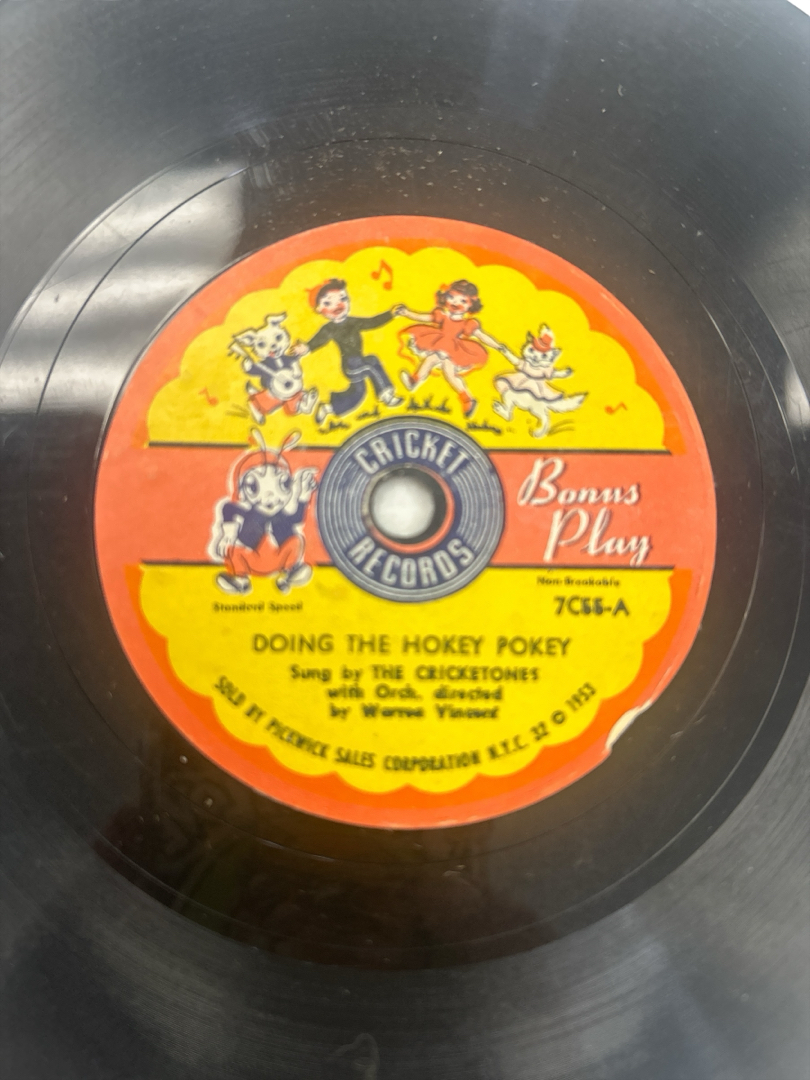 CRICKET
RECORDS
Bonus
Play
Non-Breakable
Standard Speed
7C55-A
DOING THE HOKEY POKEY
Sung by THE CRICKETONES
with Orch. directed
by Warren Vincent
SOLD BY PICKWICK SALES CORPORATION N.Y.C. 32 © 1953